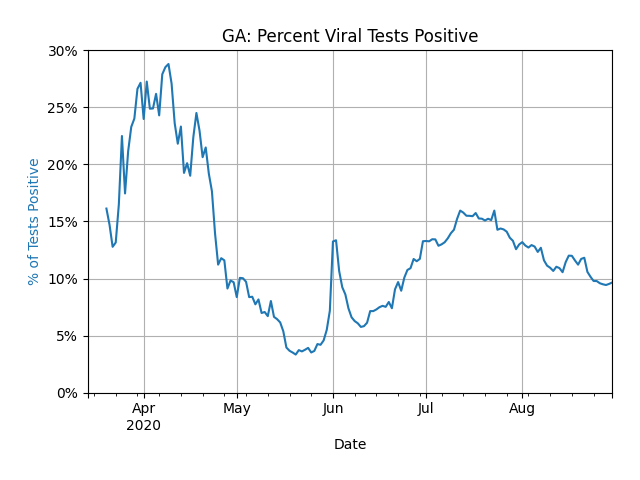 GA: Percent Viral Tests Positive
30%
25%
20%
15%
10%
5%
0%
% of Tests Positive
Apr May Jun Jul Aug
2020
Date